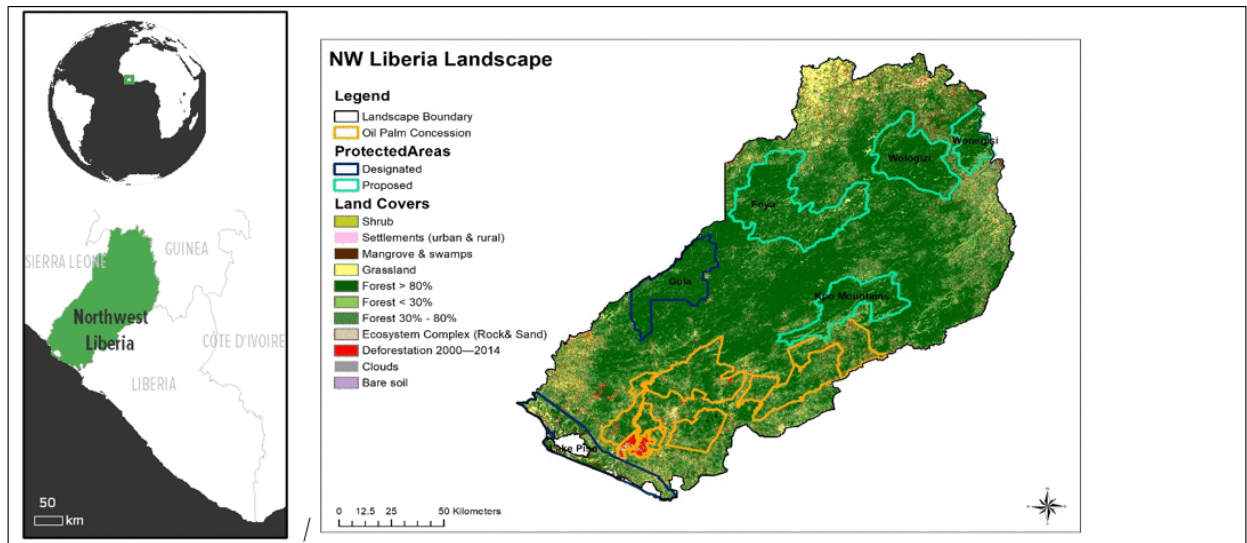 SIERRA LEONE
GUINEA
Northwest
Liberia
CÔTE D'IVOIRE
LIBERIA
50
km
/
NW Liberia Landscape
Legend
Landscape Boundary
Oil Palm Concession
ProtectedAreas
Designated
Proposed
Land Covers
Shrub
Settlements (urban & rural)
Mangrove & swamps
Grassland
Forest > 80%
Forest < 30%
Forest 30% - 80%
Ecosystem Complex (Rock& Sand)
Deforestation 2000—2014
Clouds
Bare soil
Wonegisi
Wologizi
Foya
Gola
Kpo Mountains
Lake Piso
0 12.5 25 50 Kilometers